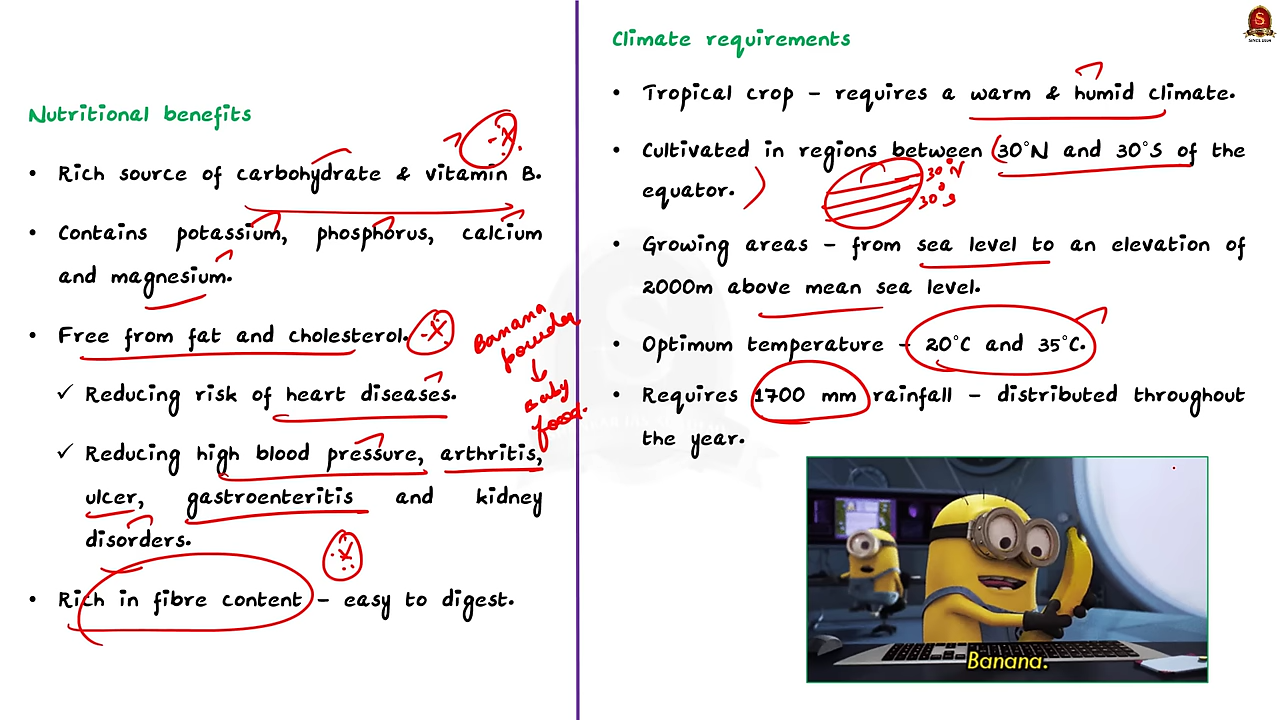 Nutritional benefits
• Rich source of carbohydrate & vitamin B.
• Contains potassium, phosphorus, calcium
and magnesium.
• Free from fat and cholesterol.
✓ Reducing risk of heart diseases.
✓ Reducing high blood pressure, arthritis,
ulcer, gastroenteritis and kidney
disorders.
• Rich in fibre content – easy to digest.
Banana
powder
↓
Baby
food.
Climate requirements
• Tropical crop – requires a warm & humid climate.
• Cultivated in regions between 30°N and 30°S of the
equator.
30°N
30°S
• Growing areas – from sea level to an elevation of
2000m above mean sea level.
• Optimum temperature – 20°C and 35°C.
• Requires 1700 mm rainfall – distributed throughout
the year.
Banana.
S
SINCE 2004